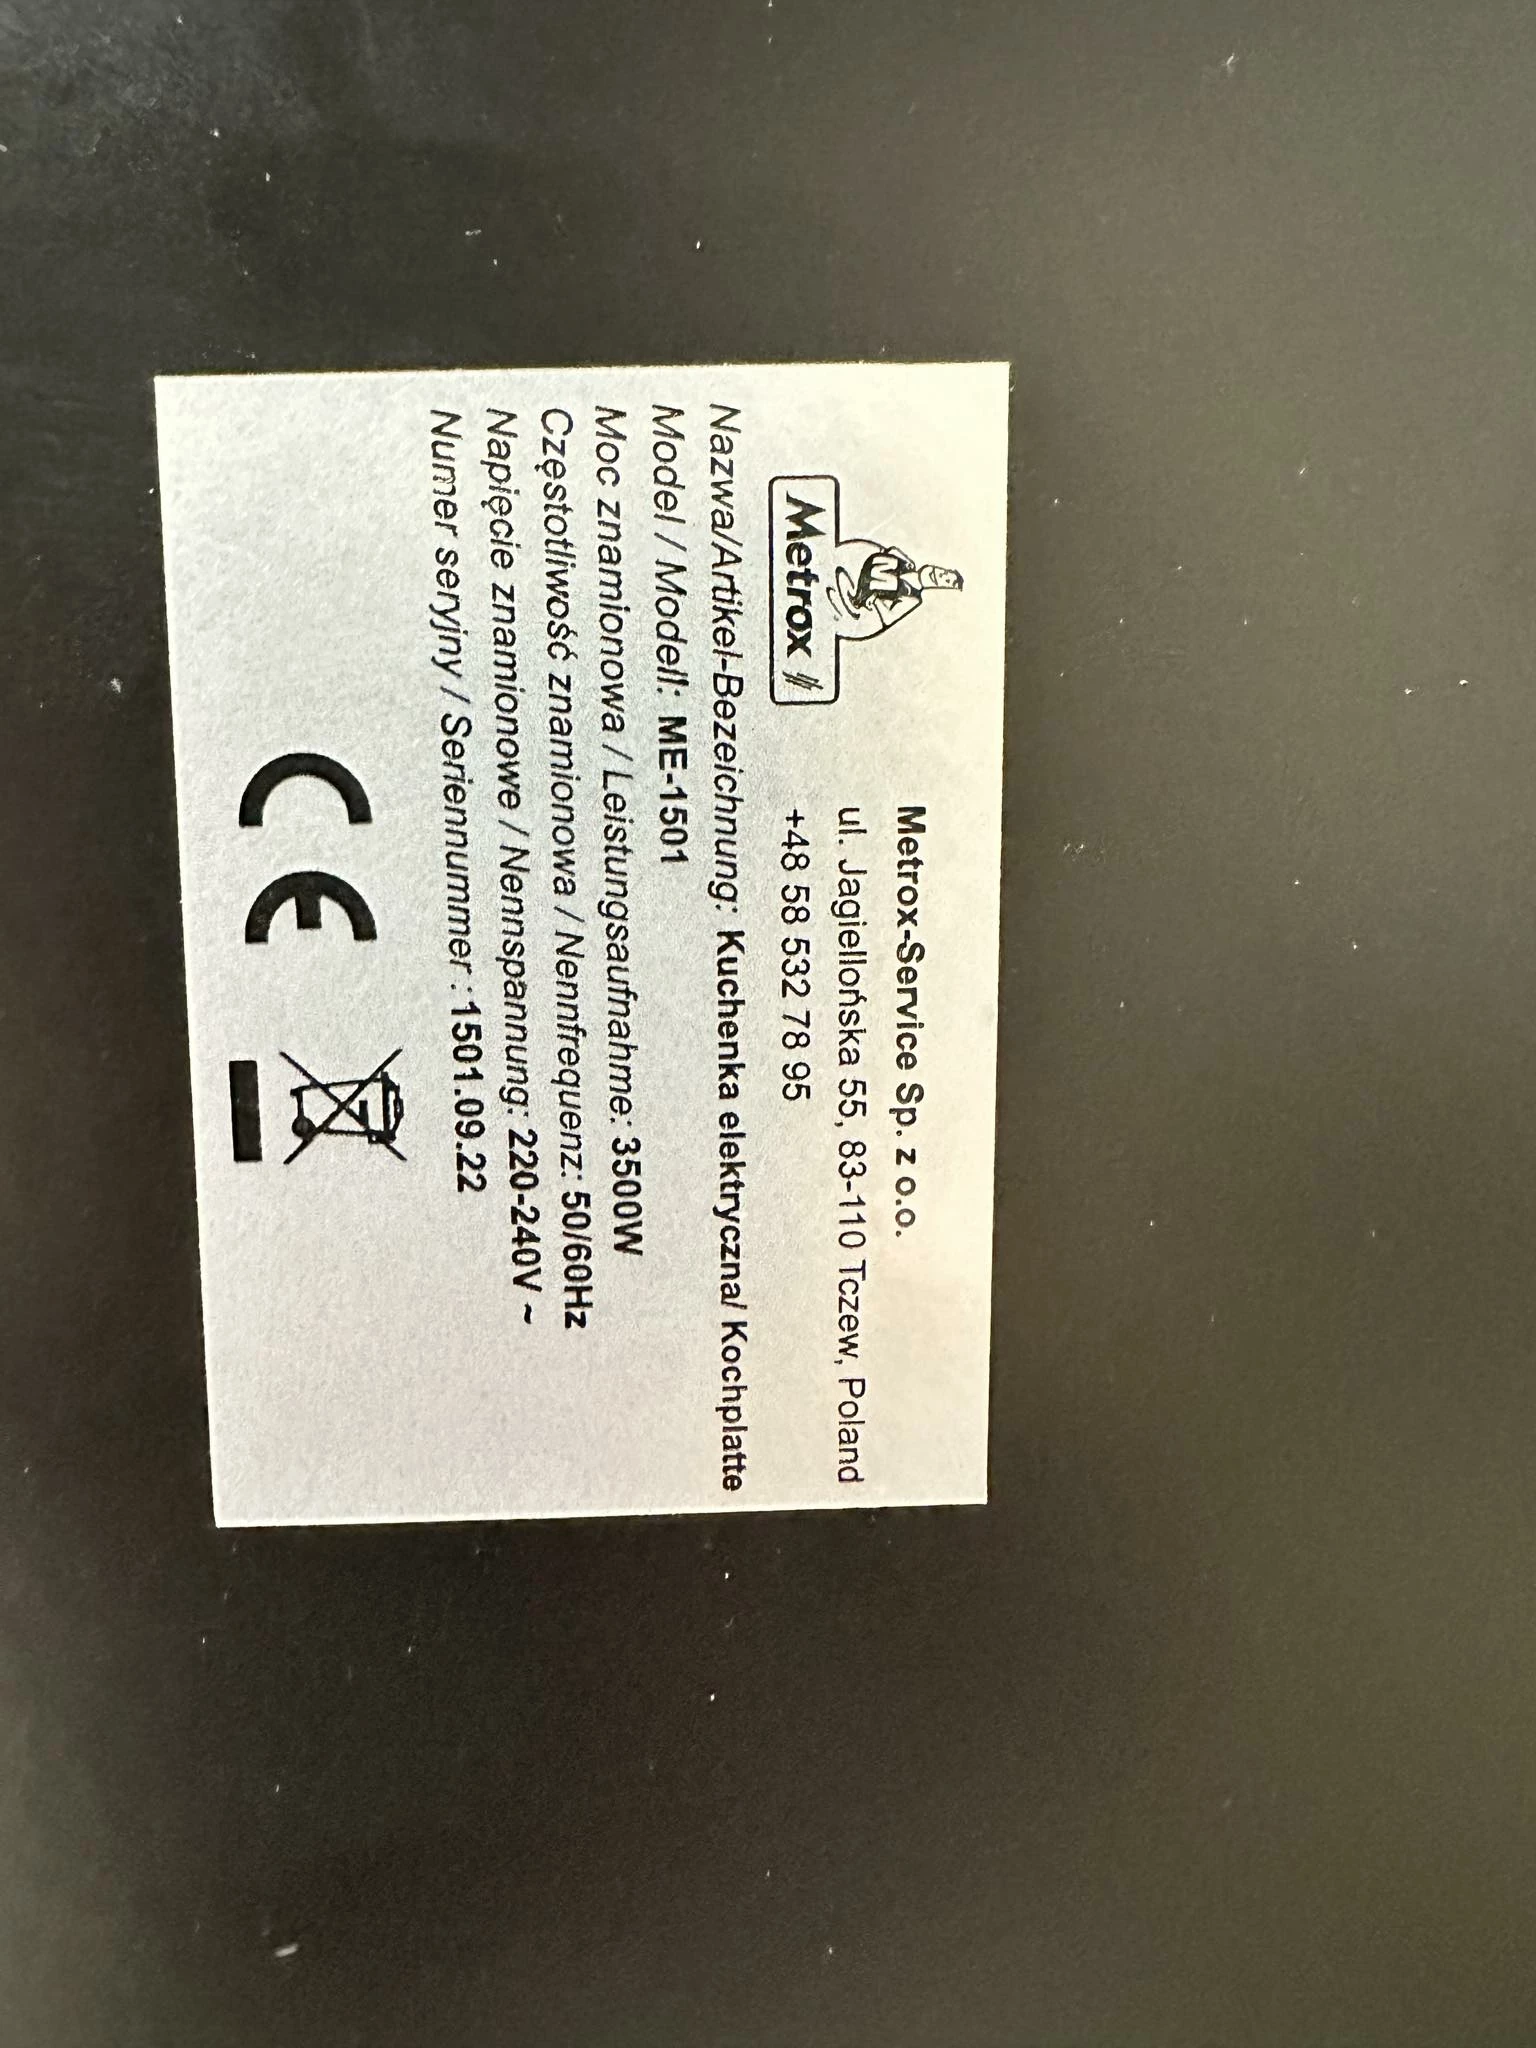 Metrox
M
Metrox-Service Sp. z o.o.
ul. Jagiellońska 55, 83-110 Tczew, Poland
+48 58 532 78 95
Nazwa/Artikel-Bezeichnung: Kuchenka elektryczna/ Kochplatte
Model / Modell: ME-1501
Moc znamionowa / Leistungsaufnahme: 3500W
Częstotliwość znamionowa / Nennfrequenz: 50/60Hz
Napięcie znamionowe / Nennspannung: 220-240V ~
Numer seryjny / Seriennummer : 1501.09.22
CE